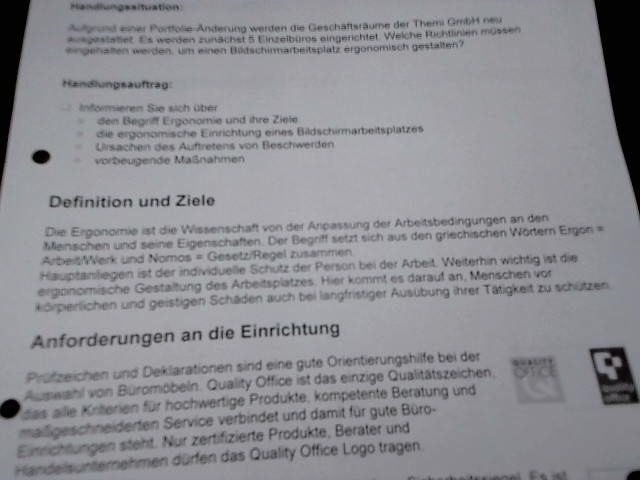 Handlungssituation:
Aufgrund einer Portfolio-Änderung werden die Geschäftsräume der Themi GmbH neu
ausgestattet. Es werden zunächst 5 Einzelbüros eingerichtet. Welche Richtlinien müssen
eingehalten werden, um einen Bildschirmarbeitsplatz ergonomisch gestalten?
Handlungsauftrag:
Informieren Sie sich über
den Begriff Ergonomie und ihre Ziele.
die ergonomische Einrichtung eines Bildschirmarbeitsplatzes
Ursachen des Auftretens von Beschwerden
vorbeugende Maßnahmen
Definition und Ziele
Die Ergonomie ist die Wissenschaft von der Anpassung der Arbeitsbedingungen an den
Menschen und seine Eigenschaften. Der Begriff setzt sich aus den griechischen Wörtern Ergon =
Arbeit/Werk und Nomos = Gesetz/Regel zusammen.
Hauptanliegen ist der individuelle Schutz der Person bei der Arbeit. Weiterhin wichtig ist die
ergonomische Gestaltung des Arbeitsplatzes. Hier kommt es darauf an, Menschen vor
körperlichen und geistigen Schäden auch bei langfristiger Ausübung ihrer Tätigkeit zu schützen.
Anforderungen an die Einrichtung
Prüfzeichen und Deklarationen sind eine gute Orientierungshilfe bei der
Auswahl von Büromöbeln. Quality Office ist das einzige Qualitätszeichen,
das alle Kriterien für hochwertige Produkte, kompetente Beratung und
maßgeschneiderten Service verbindet und damit für gute Büro-
Einrichtungen steht. Nur zertifizierte Produkte, Berater und
Handelsunternehmen dürfen das Quality Office Logo tragen.
QUALITY
OFFICE
quality
office
Sicherheitssiegel. Es ist